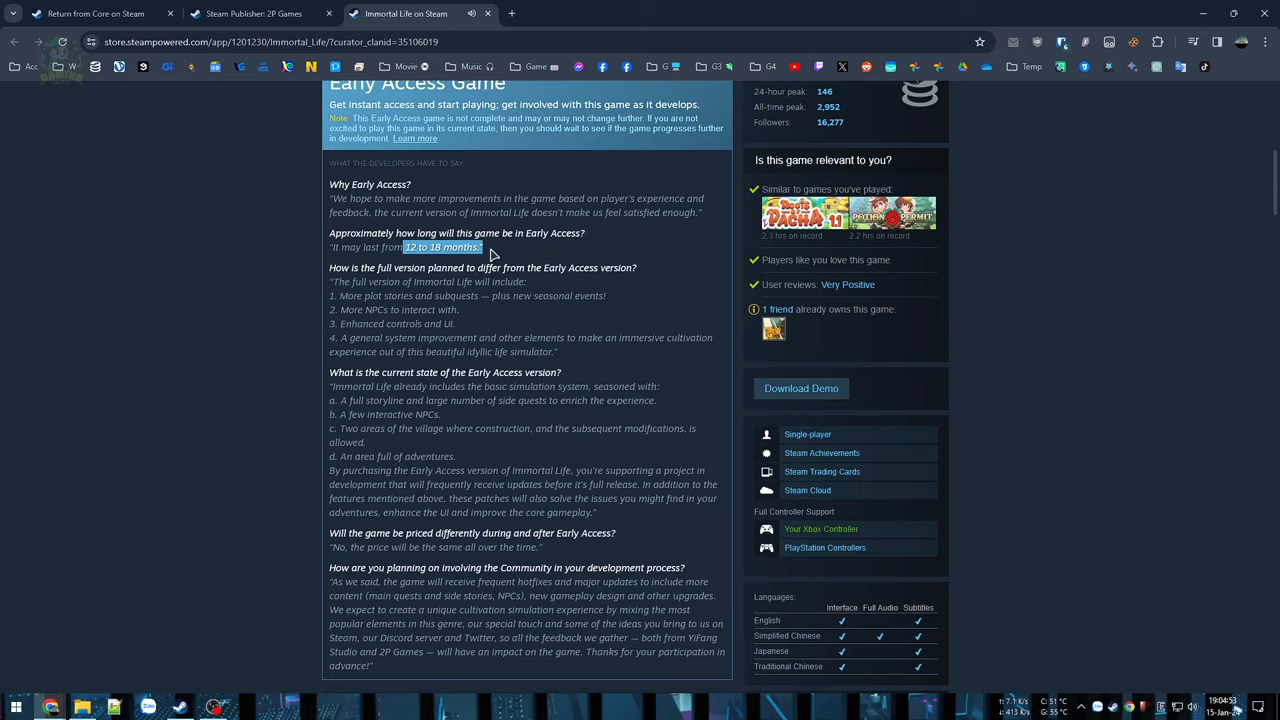 Return from Core on Steam
Steam Publisher: 2P Games
Immortal Life on Steam
store.steampowered.com/app/1201230/Immortal_Life/?curator_clanid=35106019
Acc
W
Movie
Music
Game
G
G3
G4
Temp
GAMING
Early Access Game
Get instant access and start playing; get involved with this game as it develops.
Note: This Early Access game is not complete and may or may not change further. If you are
not excited to play this game in its current state, then you should wait to see if the game progresses further
in development. Learn more
WHAT THE DEVELOPERS HAVE TO SAY:
Why Early Access?
"We hope to make more improvements in the game based on player's experience and
feedback, the current version of Immortal Life doesn't make us feel satisfied enough."
Approximately how long will this game be in Early Access?
"It may last from 12 to 18 months."
How is the full version planned to differ from the Early Access version?
"The full version of Immortal Life will include:
1. More plot stories and subquests — plus new seasonal events!
2. More NPCs to interact with.
3. Enhanced controls and UI.
4. A general system improvement and other elements to make an immersive cultivation
experience out of this beautiful idyllic life simulator."
What is the current state of the Early Access version?
"Immortal Life already includes the basic simulation system, seasoned with:
a. A full storyline and large number of side quests to enrich the experience.
b. A few interactive NPCs.
c. Two areas of the village where construction, and the subsequent modifications, is
allowed.
d. An area full of adventures.
By purchasing the Early Access version of Immortal Life, you're supporting a project in
development that will frequently receive updates before it's full release. In addition to the
features mentioned above, these patches will also solve the issues you might find in your
adventures, enhance the UI and improve the core gameplay."
Will the game be priced differently during and after Early Access?
"No, the price will be the same all over the time."
How are you planning on involving the Community in your development process?
"As we said, the game will receive frequent hotfixes and major updates to include more
content (main quests and side stories, NPCs), new gameplay design and other upgrades.
We expect to create a unique cultivation simulation experience by mixing the most
popular elements in this genre, our special touch and some of the ideas you bring to us on
Steam, our Discord server and Twitter, so all the feedback we gather — both from YiFang
Studio and 2P Games — will have an impact on the game. Thanks for your participation in
advance!"
24-hour peak: 146
All-time peak: 2,952
Followers: 16,277
Is this game relevant to you?
Similar to games you've played:
ROOTS OF PACHA 1.1
POTION PERMIT
2.3 hrs on record
2.2 hrs on record
Players like you love this game.
User reviews: Very Positive
1 friend already owns this game:
Download Demo
Single-player
Steam Achievements
Steam Trading Cards
Steam Cloud
Full Controller Support
Your Xbox Controller
PlayStation Controllers
Languages:
Interface Full Audio Subtitles
English
Simplified Chinese
Japanese
Traditional Chinese
T: 7.1 K/s
L: 413 K/s
C: 51 °C
G: 55 °C
19:04:53
15-Jan-